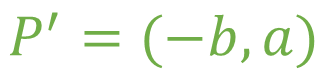 P′ = (−b, a)